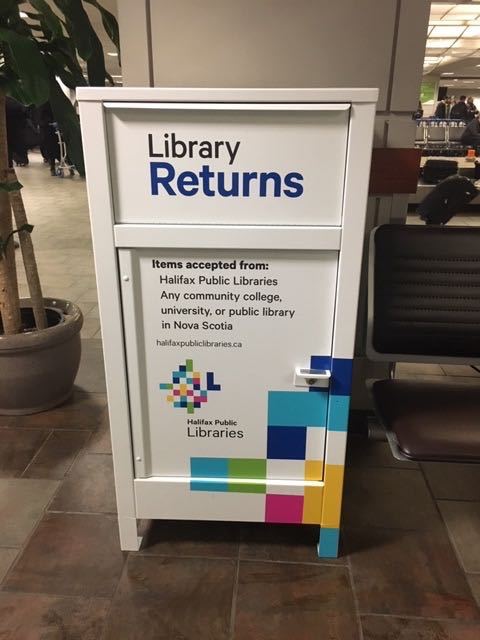 Library
Returns
Items accepted from:
Halifax Public Libraries
Any community college,
university, or public library
in Nova Scotia
halifaxpubliclibraries.ca
L
Halifax Public
Libraries